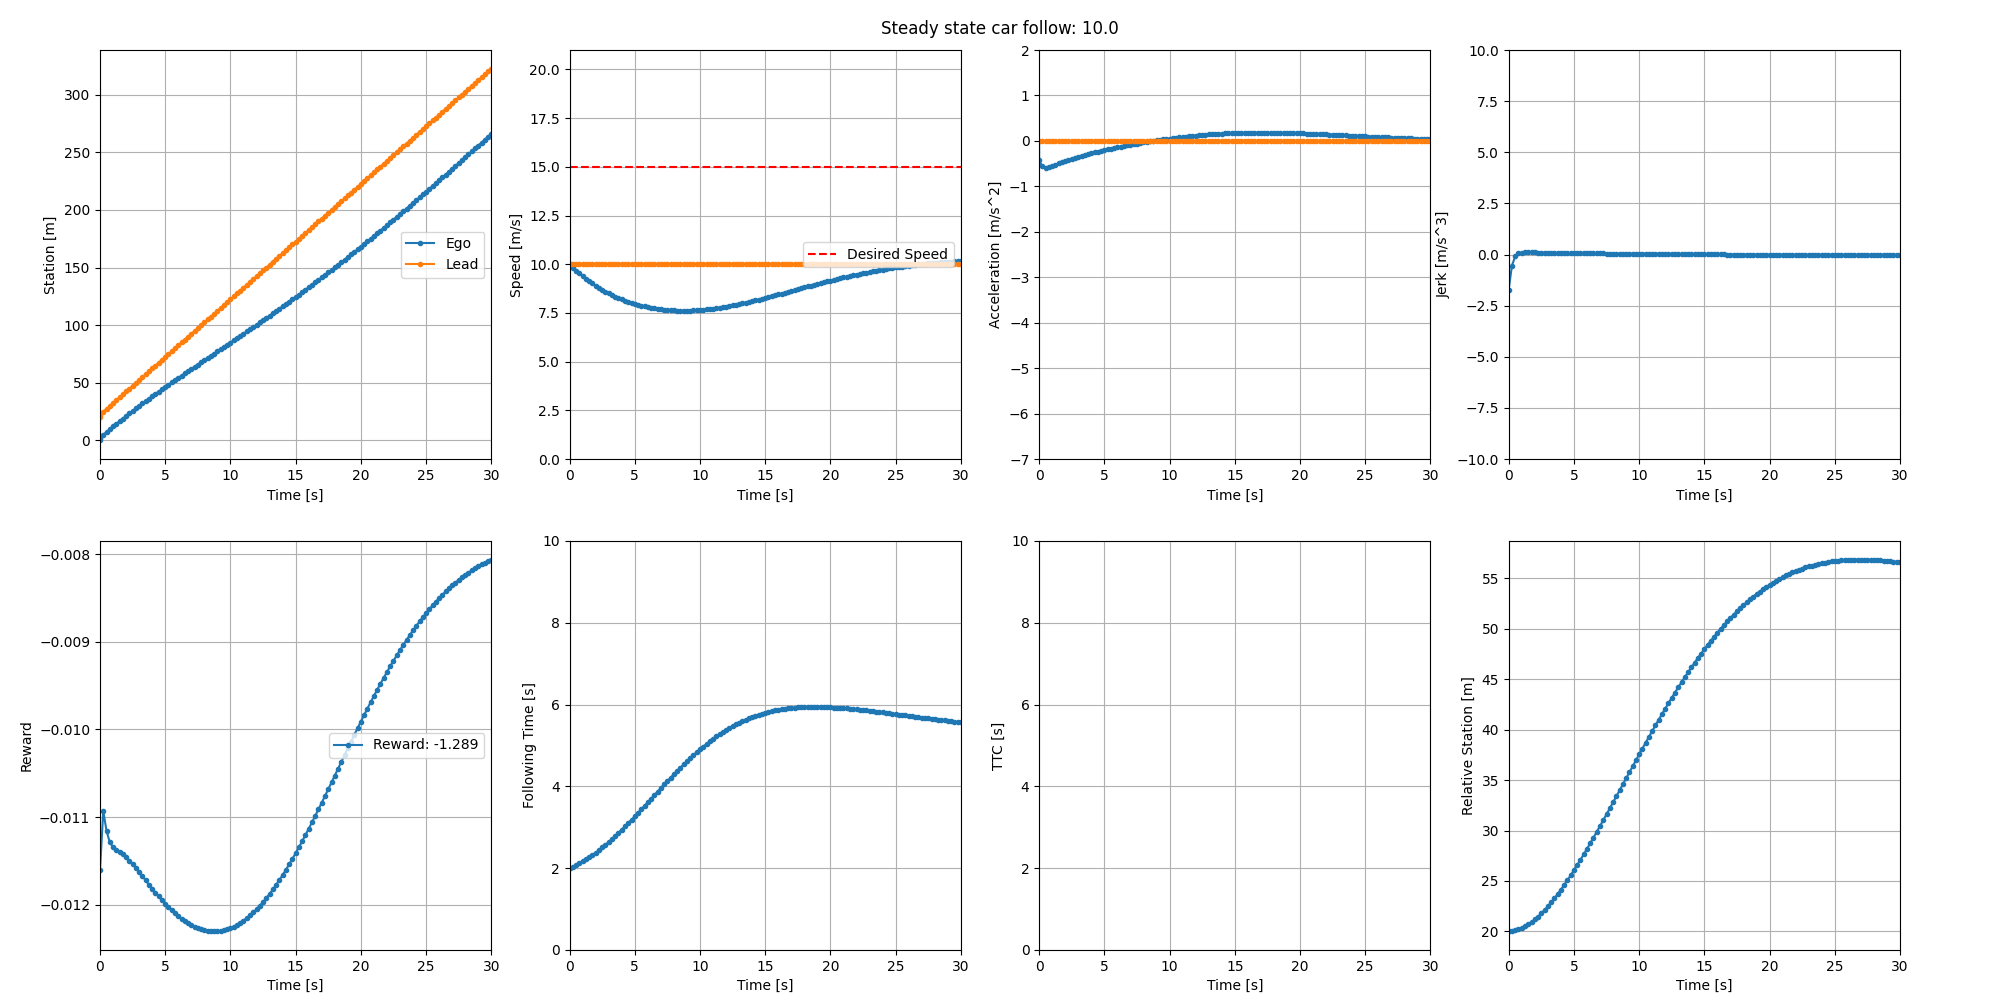 Steady state car follow: 10.0
Station [m]
300
250
200
150
100
50
0
Ego
Lead
0 5 10 15 20 25 30
Time [s]
Speed [m/s]
20.0
17.5
15.0
12.5
10.0
7.5
5.0
2.5
0.0
Desired Speed
0 5 10 15 20 25 30
Time [s]
Acceleration [m/s^2]
2
1
0
−1
−2
−3
−4
−5
−6
−7
0 5 10 15 20 25 30
Time [s]
Jerk [m/s^3]
10.0
7.5
5.0
2.5
0.0
−2.5
−5.0
−7.5
−10.0
0 5 10 15 20 25 30
Time [s]
Reward
−0.008
−0.009
−0.010
−0.011
−0.012
Reward: -1.289
0 5 10 15 20 25 30
Time [s]
Following Time [s]
10
8
6
4
2
0
0 5 10 15 20 25 30
Time [s]
TTC [s]
10
8
6
4
2
0
0 5 10 15 20 25 30
Time [s]
Relative Station [m]
55
50
45
40
35
30
25
20
0 5 10 15 20 25 30
Time [s]